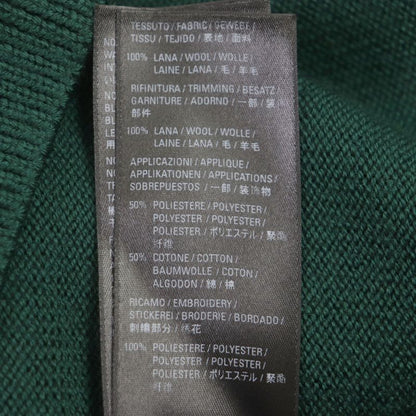 TESSUTO / FABRIC / GEWEBE /
TISSU / TEJIDO / 表地 / 面料
100% LANA / WOOL / WOLLE /
LAINE / LANA / 毛 / 羊毛
RIFINITURA / TRIMMING / BESATZ /
GARNITURE / ADORNO / 一部 / 装
部件
100% LANA / WOOL / WOLLE /
LAINE / LANA / 毛 / 羊毛
APPLICAZIONI / APPLIQUE /
APPLIKATIONEN / APPLICATIONS /
SOBREPUESTOS / 一部 / 装饰物
50% POLIESTERE / POLYESTER /
POLYESTER / POLYESTER /
POLIÉSTER / ポリエステル / 聚酯
纤维
50% COTONE / COTTON /
BAUMWOLLE / COTON /
ALGODON / 綿 / 棉
RICAMO / EMBROIDERY /
STICKEREI / BRODERIE / BORDADO /
刺繍部分 / 绣花
100% POLIESTERE / POLYESTER /
POLYESTER / POLYESTER /
POLIÉSTER / ポリエステル / 聚酯
纤维